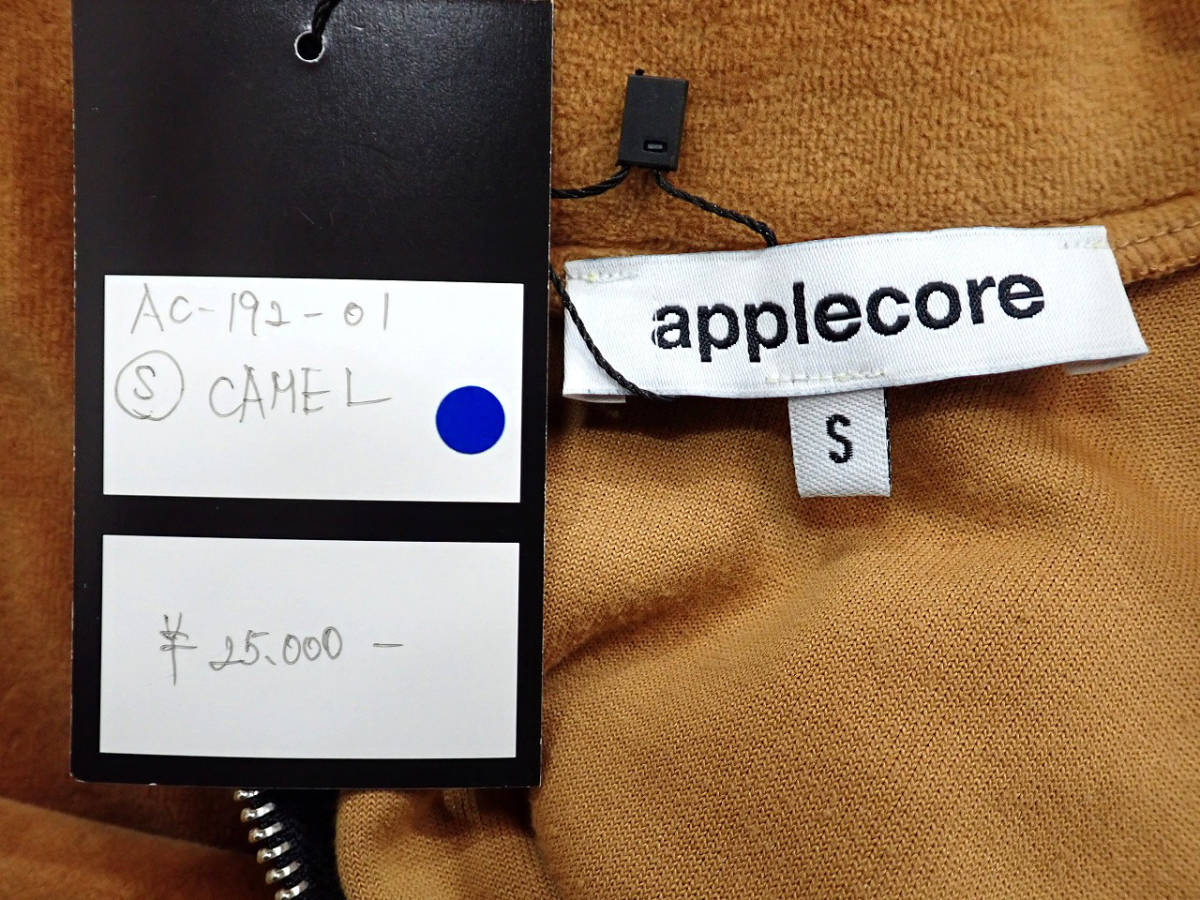 AC-192-01
S CAMEL
¥ 25.000 -
applecore
S